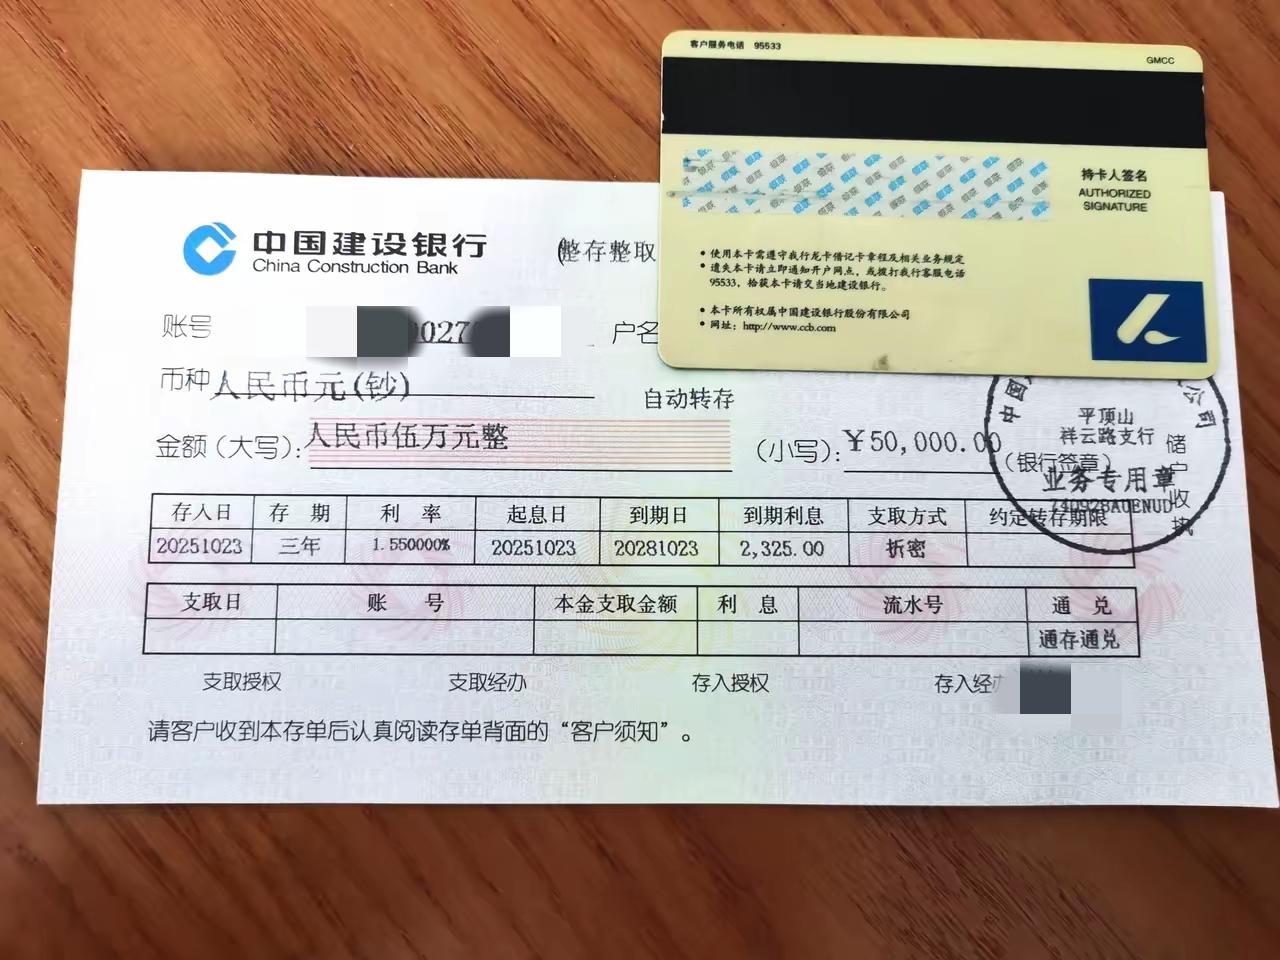 客户服务电话 95533
GMCC
持卡人签名
AUTHORIZED
SIGNATURE
• 使用本卡需遵守我行龙卡借记卡章程及相关业务规定
• 遗失本卡请立即通知开户网点，或拨打我行客服电话
95533，拾获本卡请交当地建设银行。
• 本卡所有权属中国建设银行股份有限公司
• 网址：http://www.ccb.com
中国建设银行
China Construction Bank
(整存整取
账号 0027 户名
币种 人民币元(钞)
自动转存
金额（大写）：人民币伍万元整 （小写）：￥50,000.00
（银行签章）
储户收执
中国 公司
平顶山
祥云路支行
业务专用章
存入日 存 期 利 率 起息日 到期日 到期利息 支取方式 约定转存期限
20251023 三年 1.550000% 20251023 20281023 2,325.00 折密
支取日 账 号 本金支取金额 利 息 流水号 通 兑
通存通兑
支取授权 支取经办 存入授权 存入经办
请客户收到本存单后认真阅读存单背面的“客户须知”。